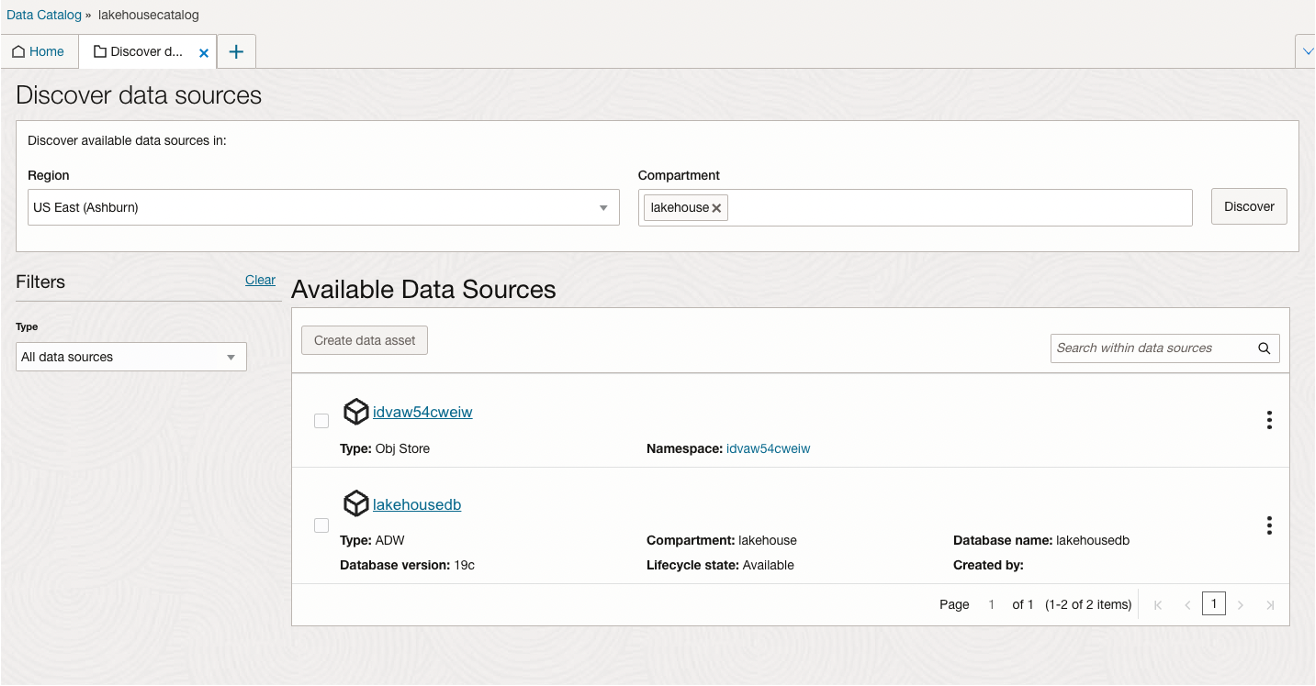 Data Catalog » lakehousecatalog
Home Discover d... × +
Discover data sources
Discover available data sources in:
Region Compartment
US East (Ashburn) lakehouse × Discover
Filters Clear Available Data Sources
Type
Create data asset
All data sources Search within data sources
idvaw54cweiw
Type: Obj Store Namespace: idvaw54cweiw
lakehousedb
Type: ADW Compartment: lakehouse Database name: lakehousedb
Database version: 19c Lifecycle state: Available Created by:
Page 1 of 1 (1-2 of 2 items) 1